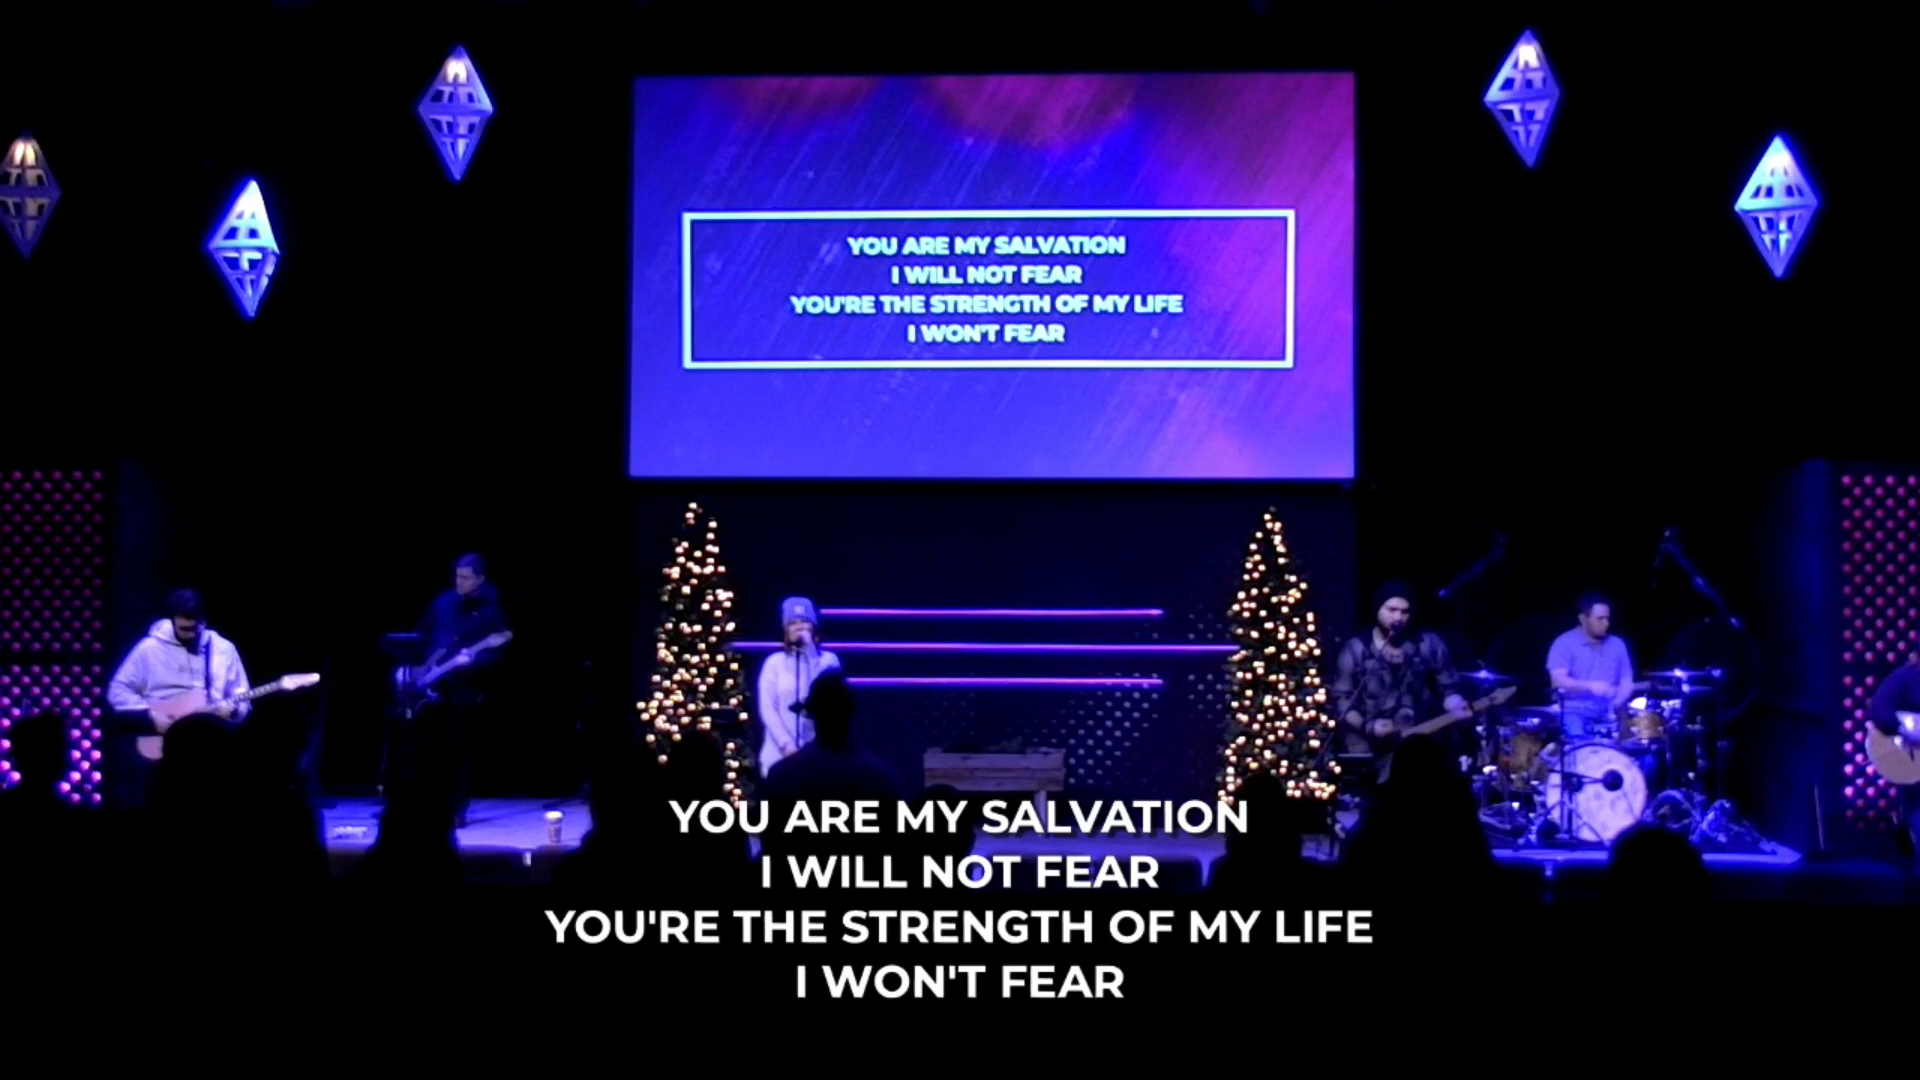 YOU ARE MY SALVATION
I WILL NOT FEAR
YOU'RE THE STRENGTH OF MY LIFE
I WON'T FEAR
YOU ARE MY SALVATION
I WILL NOT FEAR
YOU'RE THE STRENGTH OF MY LIFE
I WON'T FEAR